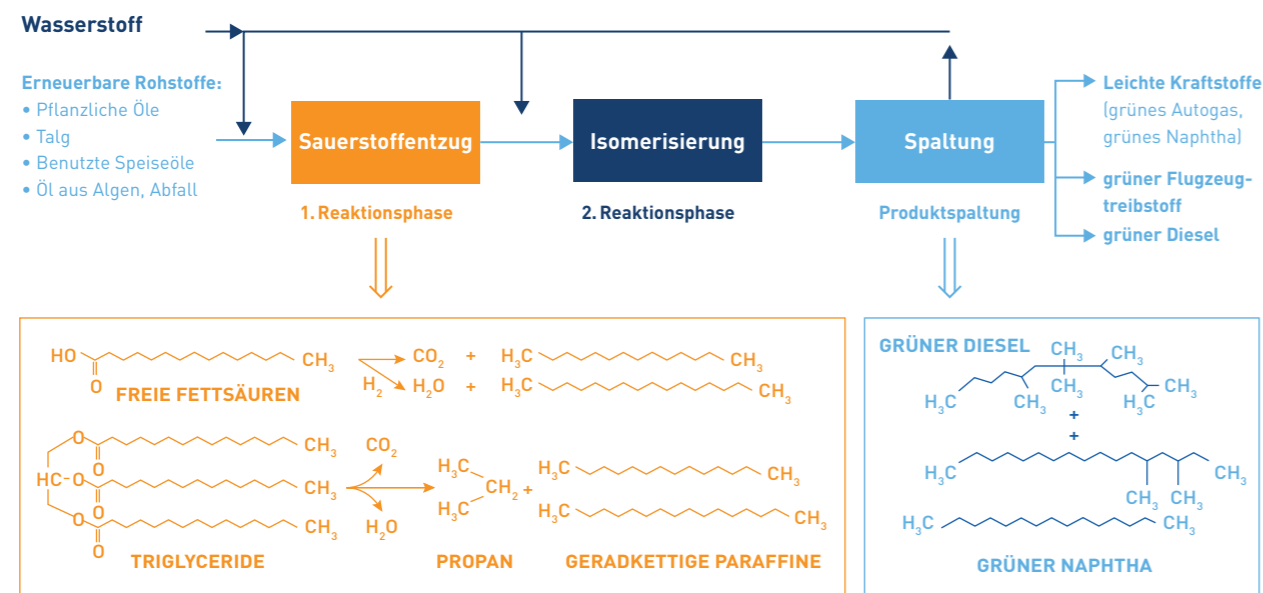 Wasserstoff
Erneuerbare Rohstoffe:
• Pflanzliche Öle
• Talg
• Benutzte Speiseöle
• Öl aus Algen, Abfall
Sauerstoffentzug
1. Reaktionsphase
Isomerisierung
2. Reaktionsphase
Spaltung
Produktspaltung
Leichte Kraftstoffe
(grünes Autogas,
grünes Naphtha)
grüner Flugzeug-
treibstoff
grüner Diesel
HO
O
CH₃
FREIE FETTSÄUREN
H₂
CO₂ + H₃C CH₃
H₂O + H₃C CH₃
O
O
CH₃
HC-O
O
CH₃
O
O
CH₃
TRIGLYCERIDE
CO₂
H₂O
H₃C
CH₂
H₃C
PROPAN
+
H₃C CH₃
H₃C CH₃
GERADKETTIGE PARAFFINE
GRÜNER DIESEL
CH₃ CH₃
CH₃ CH₃
H₃C CH₃ H₃C
+
+
H₃C CH₃
CH₃ CH₃
H₃C CH₃
GRÜNER NAPHTHA